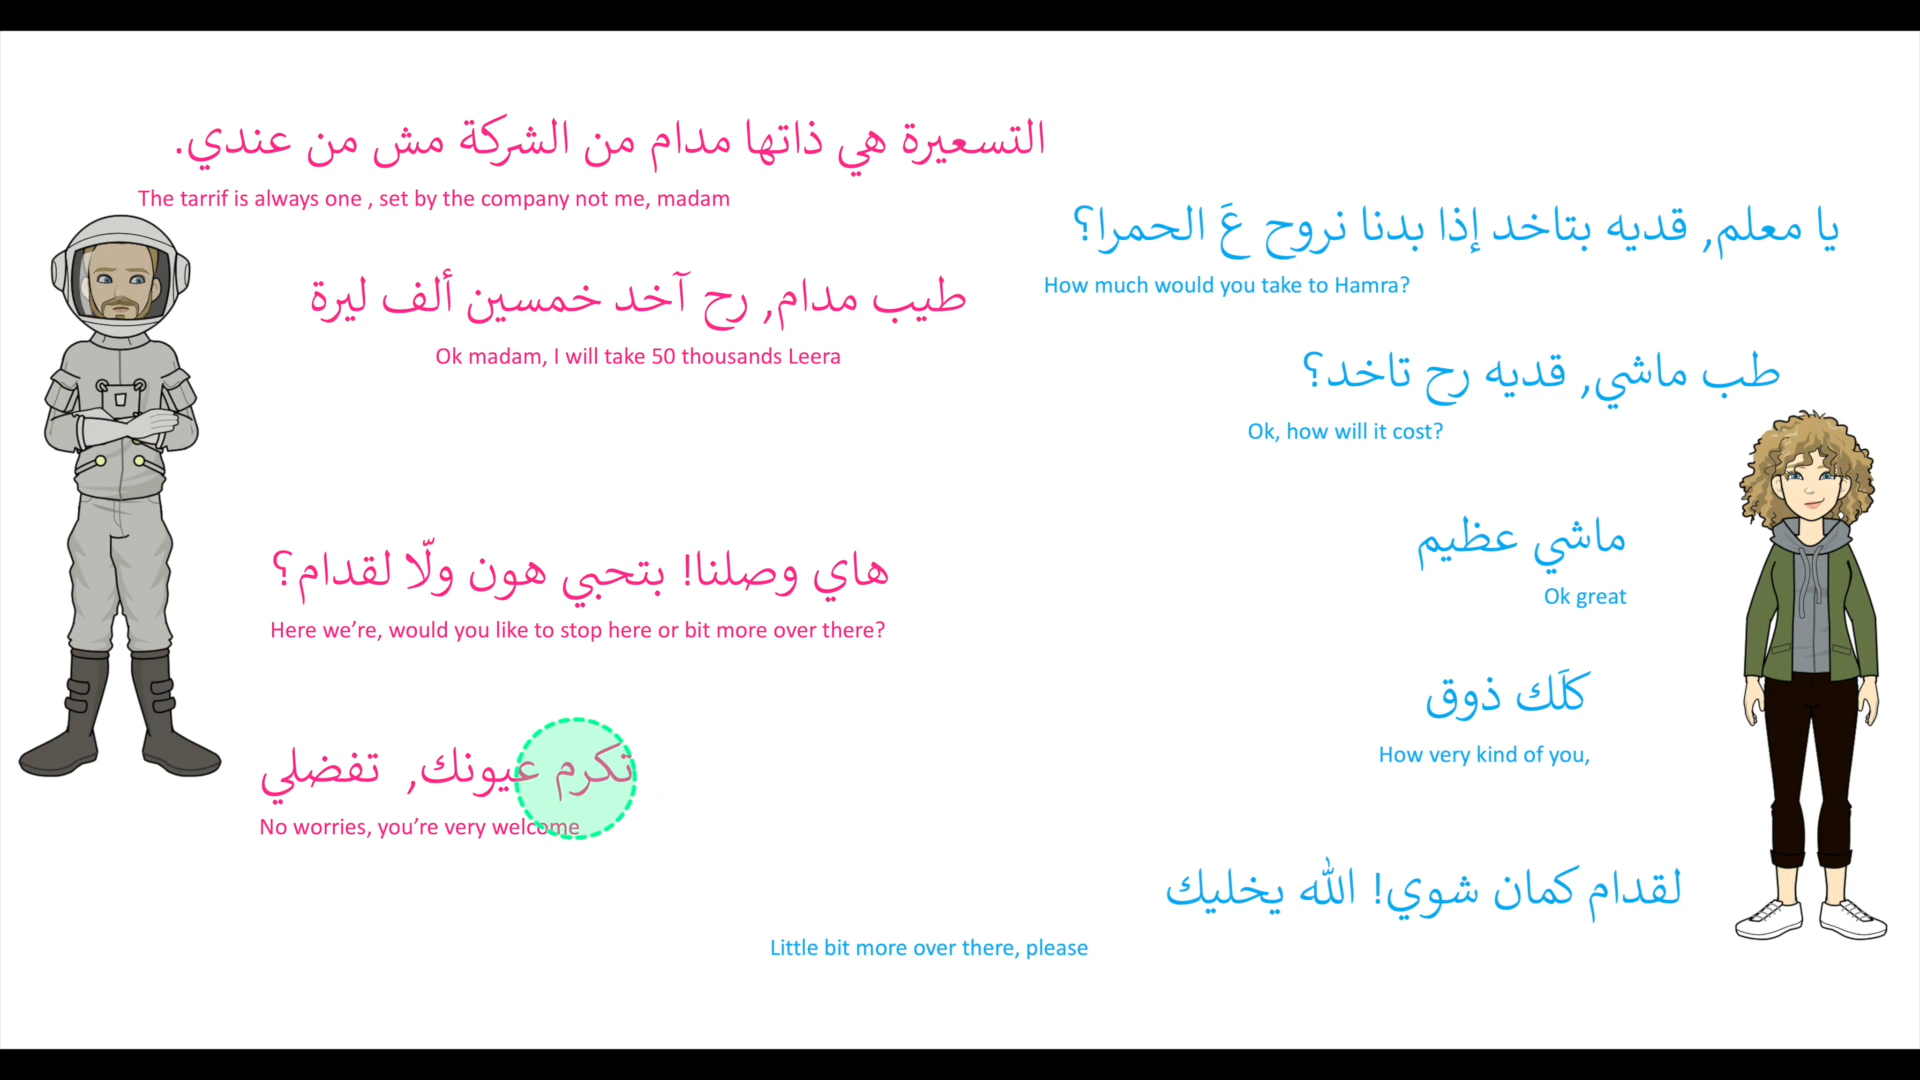 التسعيرة هي ذاتها مدام من الشركة مش من عندي.
The tarrif is always one , set by the company not me, madam
يا معلم, قديه بتاخد إذا بدنا نروح عَ الحمرا؟
How much would you take to Hamra?
طيب مدام, رح آخد خمسين ألف ليرة
Ok madam, I will take 50 thousands Leera
طب ماشي, قديه رح تاخد؟
Ok, how will it cost?
ماشي عظيم
Ok great
هاي وصلنا! بتحبي هون ولّا لقدام؟
Here we’re, would you like to stop here or bit more over there?
كلَك ذوق
How very kind of you,
تكرم عيونك, تفضلي
No worries, you’re very welcome
لقدام كمان شوي! الله يخليك
Little bit more over there, please